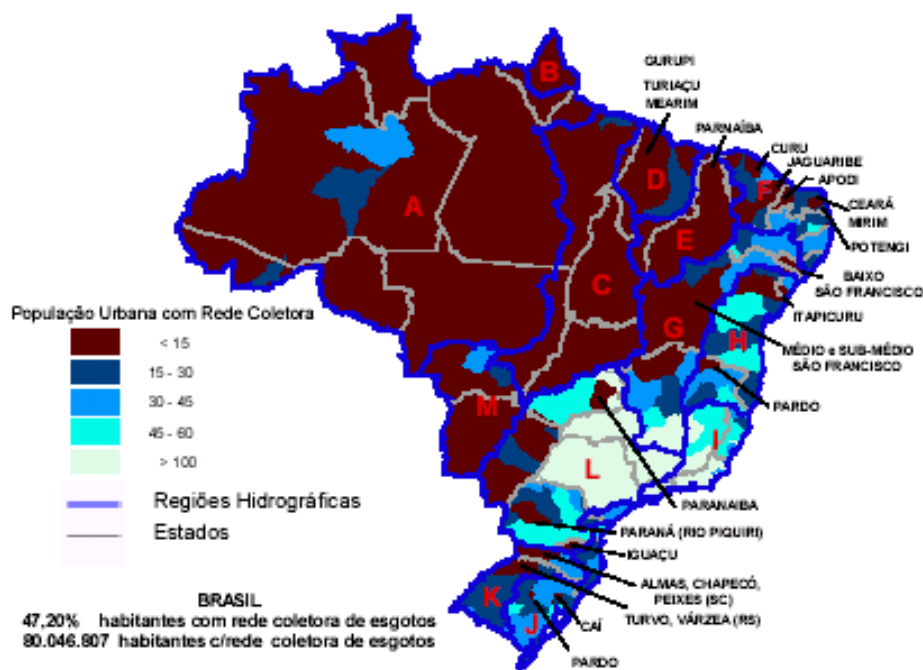 B
GURUPI
TURIAÇU
MEARIM
PARNAÍBA
CURU
JAGUARIBE
APODI
CEARÁ
MIRIM
POTENGI
D
F
A
E
C
BAIXO
SÃO FRANCISCO
ITAPICURU
G
H
MÉDIO e SUB-MÉDIO
SÃO FRANCISCO
PARDO
População Urbana com Rede Coletora
< 15
15 - 30
30 - 45
45 - 60
> 100
Regiões Hidrográficas
Estados
M
I
L
PARANAIBA
PARANÁ (RIO PIQUIRI)
IGUAÇU
ALMAS, CHAPECÓ,
PEIXES (SC)
TURVO, VÁRZEA (RS)
K
J
CAÍ
PARDO
BRASIL
47,20% habitantes com rede coletora de esgotos
80.046.807 habitantes c/rede coletora de esgotos